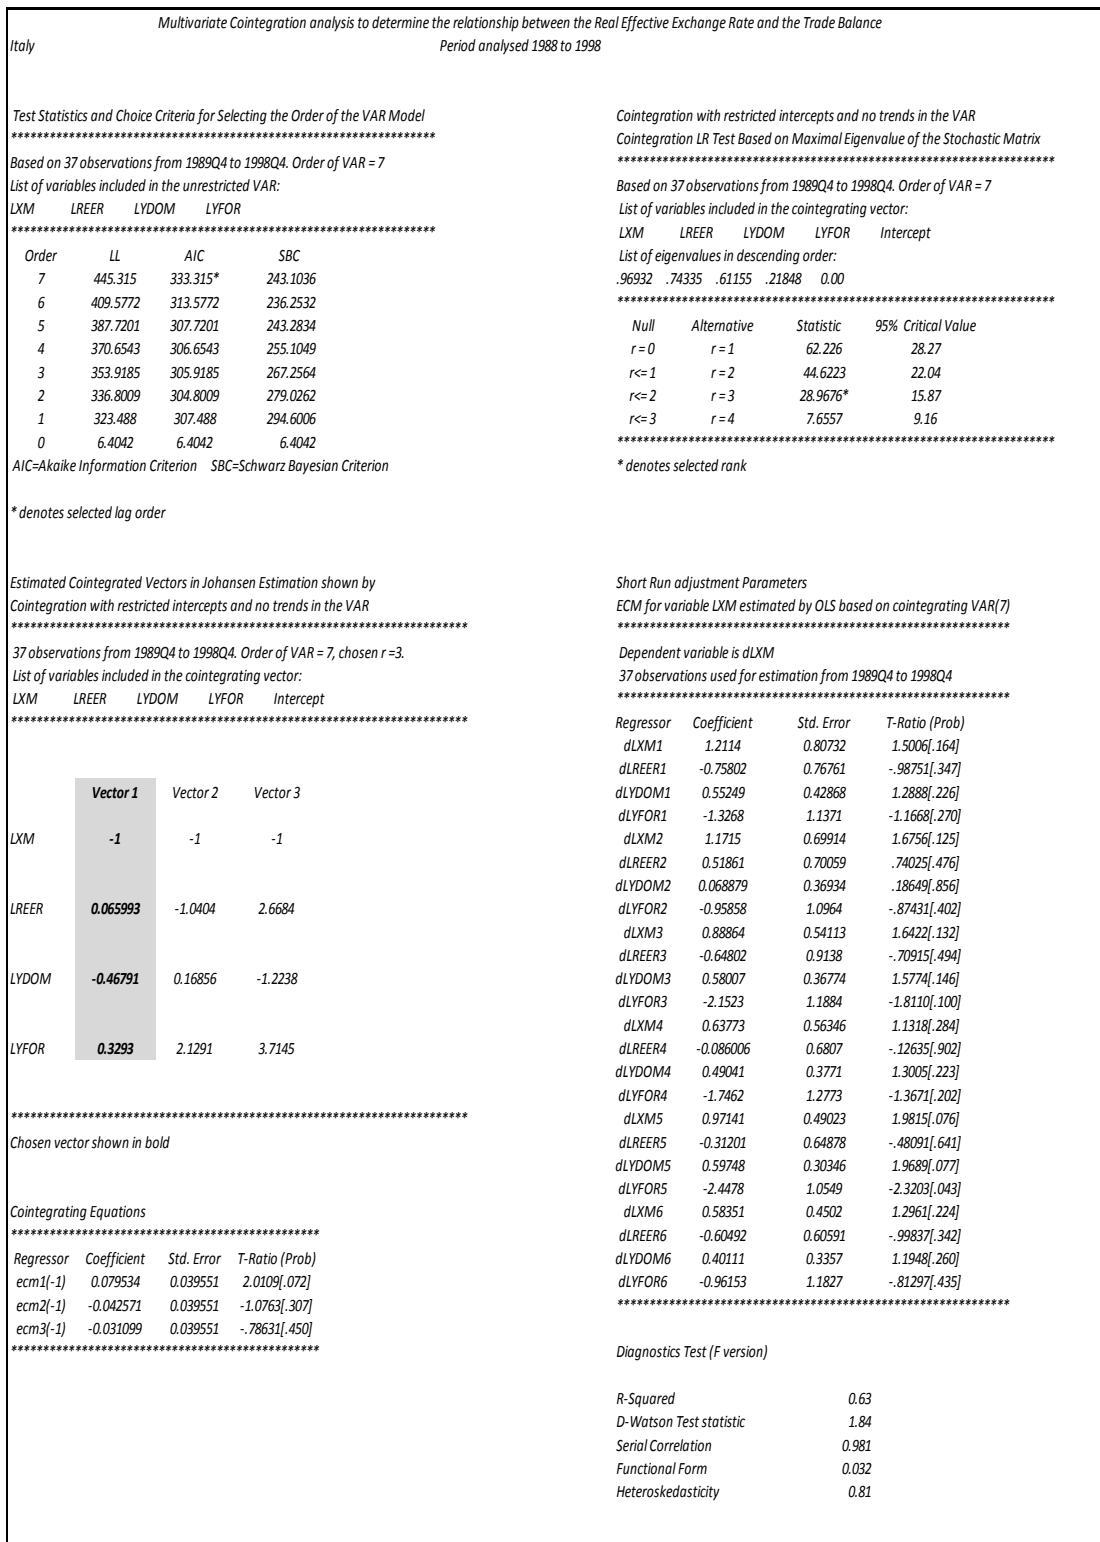 Multivariate Cointegration analysis to determine the relationship between the Real Effective Exchange Rate and the Trade Balance
Italy Period analysed 1988 to 1998
Test Statistics and Choice Criteria for Selecting the Order of the VAR Model
******************************************************************
Based on 37 observations from 1989Q4 to 1998Q4. Order of VAR = 7
List of variables included in the unrestricted VAR:
LXM LREER LYDOM LYFOR
******************************************************************
Order LL AIC SBC
7 445.315 333.315* 243.1036
6 409.5772 313.5772 236.2532
5 387.7201 307.7201 243.2834
4 370.6543 306.6543 255.1049
3 353.9185 305.9185 267.2564
2 336.8009 304.8009 279.0262
1 323.488 307.488 294.6006
0 6.4042 6.4042 6.4042
AIC=Akaike Information Criterion SBC=Schwarz Bayesian Criterion
* denotes selected lag order
Cointegration with restricted intercepts and no trends in the VAR
Cointegration LR Test Based on Maximal Eigenvalue of the Stochastic Matrix
********************************************************************
Based on 37 observations from 1989Q4 to 1998Q4. Order of VAR = 7
List of variables included in the cointegrating vector:
LXM LREER LYDOM LYFOR Intercept
List of eigenvalues in descending order:
.96932 .74335 .61155 .21848 0.00
********************************************************************
Null Alternative Statistic 95% Critical Value
r = 0 r = 1 62.226 28.27
r<= 1 r = 2 44.6223 22.04
r<= 2 r = 3 28.9676* 15.87
r<= 3 r = 4 7.6557 9.16
********************************************************************
* denotes selected rank
Estimated Cointegrated Vectors in Johansen Estimation shown by
Cointegration with restricted intercepts and no trends in the VAR
***********************************************************************
37 observations from 1989Q4 to 1998Q4. Order of VAR = 7, chosen r =3.
List of variables included in the cointegrating vector:
LXM LREER LYDOM LYFOR Intercept
***********************************************************************
Vector 1 Vector 2 Vector 3
LXM -1 -1 -1
LREER 0.065993 -1.0404 2.6684
LYDOM -0.46791 0.16856 -1.2238
LYFOR 0.3293 2.1291 3.7145
***********************************************************************
Chosen vector shown in bold
Cointegrating Equations
************************************************
Regressor Coefficient Std. Error T-Ratio (Prob)
ecm1(-1) 0.079534 0.039551 2.0109[.072]
ecm2(-1) -0.042571 0.039551 -1.0763[.307]
ecm3(-1) -0.031099 0.039551 -.78631[.450]
************************************************
Short Run adjustment Parameters
ECM for variable LXM estimated by OLS based on cointegrating VAR(7)
*************************************************************
Dependent variable is dLXM
37 observations used for estimation from 1989Q4 to 1998Q4
*************************************************************
Regressor Coefficient Std. Error T-Ratio (Prob)
dLXM1 1.2114 0.80732 1.5006[.164]
dLREER1 -0.75802 0.76761 -.98751[.347]
dLYDOM1 0.55249 0.42868 1.2888[.226]
dLYFOR1 -1.3268 1.1371 -1.1668[.270]
dLXM2 1.1715 0.69914 1.6756[.125]
dLREER2 0.51861 0.70059 .74025[.476]
dLYDOM2 0.068879 0.36934 .18649[.856]
dLYFOR2 -0.95858 1.0964 -.87431[.402]
dLXM3 0.88864 0.54113 1.6422[.132]
dLREER3 -0.64802 0.9138 -.70915[.494]
dLYDOM3 0.58007 0.36774 1.5774[.146]
dLYFOR3 -2.1523 1.1884 -1.8110[.100]
dLXM4 0.63773 0.56346 1.1318[.284]
dLREER4 -0.086006 0.6807 -.12635[.902]
dLYDOM4 0.49041 0.3771 1.3005[.223]
dLYFOR4 -1.7462 1.2773 -1.3671[.202]
dLXM5 0.97141 0.49023 1.9815[.076]
dLREER5 -0.31201 0.64878 -.48091[.641]
dLYDOM5 0.59748 0.30346 1.9689[.077]
dLYFOR5 -2.4478 1.0549 -2.3203[.043]
dLXM6 0.58351 0.4502 1.2961[.224]
dLREER6 -0.60492 0.60591 -.99837[.342]
dLYDOM6 0.40111 0.3357 1.1948[.260]
dLYFOR6 -0.96153 1.1827 -.81297[.435]
*************************************************************
Diagnostics Test (F version)
R-Squared 0.63
D-Watson Test statistic 1.84
Serial Correlation 0.981
Functional Form 0.032
Heteroskedasticity 0.81